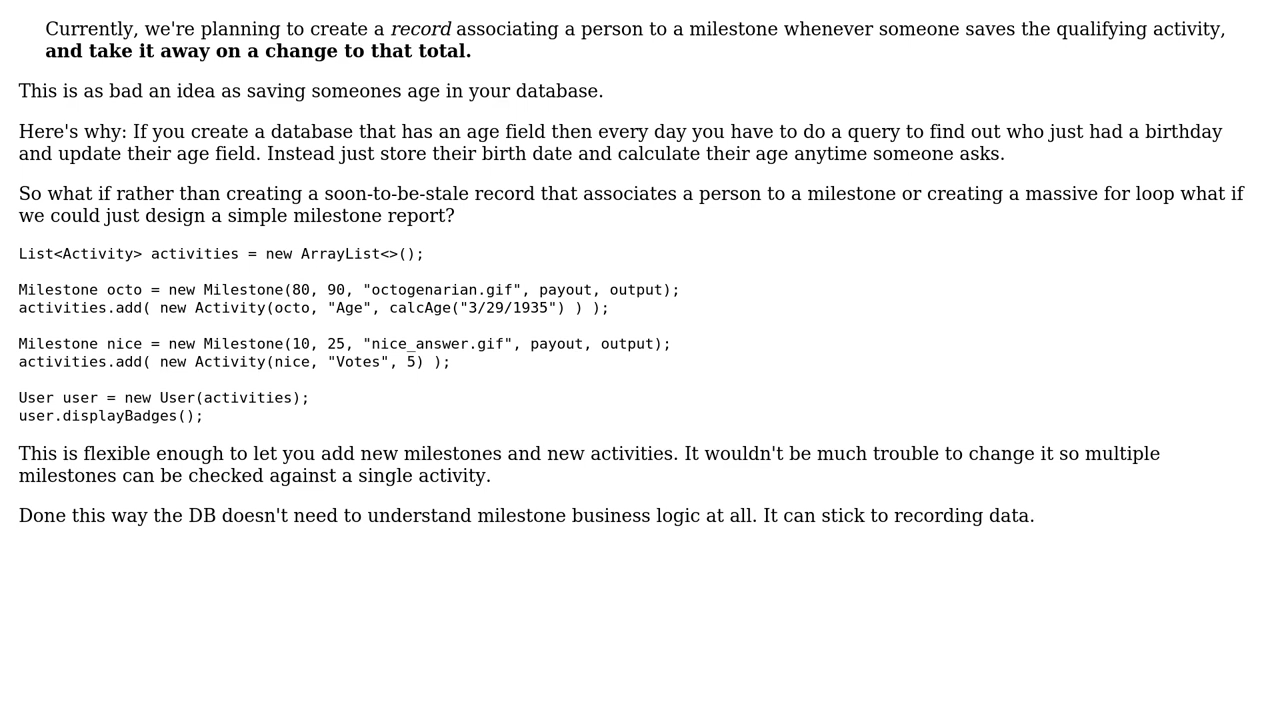 Currently, we're planning to create a record associating a person to a milestone whenever someone saves the qualifying activity,
and take it away on a change to that total.
This is as bad an idea as saving someones age in your database.
Here's why: If you create a database that has an age field then every day you have to do a query to find out who just had a birthday
and update their age field. Instead just store their birth date and calculate their age anytime someone asks.
So what if rather than creating a soon-to-be-stale record that associates a person to a milestone or creating a massive for loop what if
we could just design a simple milestone report?
List<Activity> activities = new ArrayList<>();
Milestone octo = new Milestone(80, 90, "octogenarian.gif", payout, output);
activities.add( new Activity(octo, "Age", calcAge("3/29/1935") ) );
Milestone nice = new Milestone(10, 25, "nice_answer.gif", payout, output);
activities.add( new Activity(nice, "Votes", 5) );
User user = new User(activities);
user.displayBadges();
This is flexible enough to let you add new milestones and new activities. It wouldn't be much trouble to change it so multiple
milestones can be checked against a single activity.
Done this way the DB doesn't need to understand milestone business logic at all. It can stick to recording data.